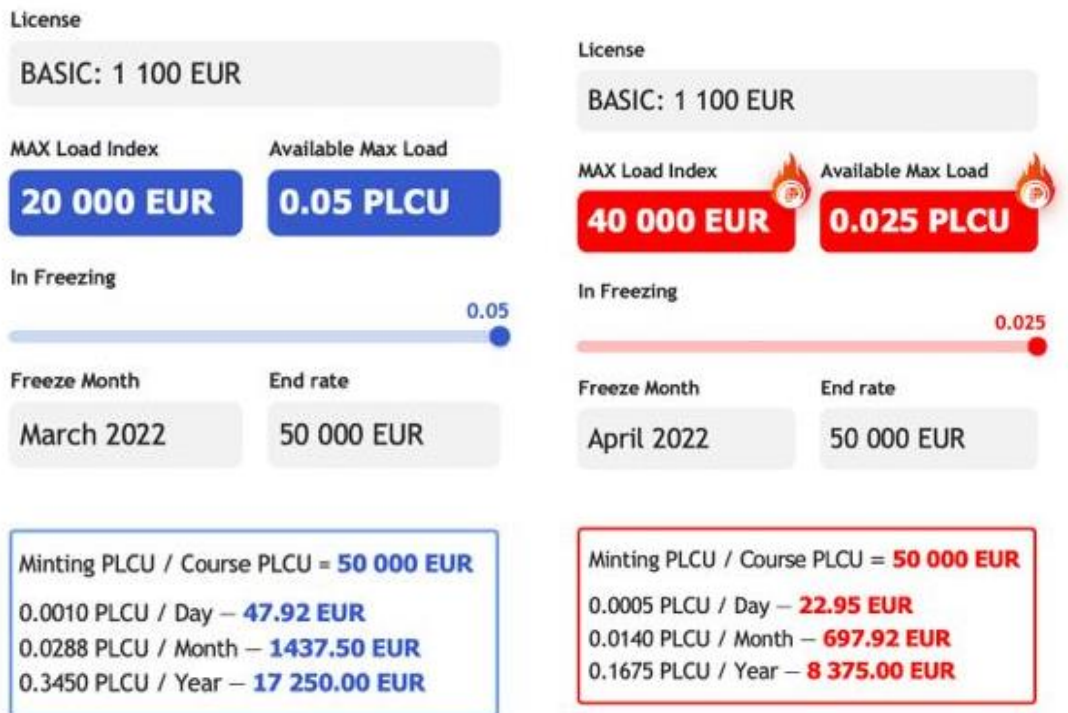 License
BASIC: 1 100 EUR
MAX Load Index
Available Max Load
20 000 EUR
0.05 PLCU
In Freezing
0.05
Freeze Month
End rate
March 2022
50 000 EUR
Minting PLCU / Course PLCU = 50 000 EUR
0.0010 PLCU / Day – 47.92 EUR
0.0288 PLCU / Month – 1437.50 EUR
0.3450 PLCU / Year – 17 250.00 EUR
License
BASIC: 1 100 EUR
MAX Load Index
Available Max Load
40 000 EUR
0.025 PLCU
In Freezing
0.025
Freeze Month
End rate
April 2022
50 000 EUR
Minting PLCU / Course PLCU = 50 000 EUR
0.0005 PLCU / Day – 22.95 EUR
0.0140 PLCU / Month – 697.92 EUR
0.1675 PLCU / Year – 8 375.00 EUR